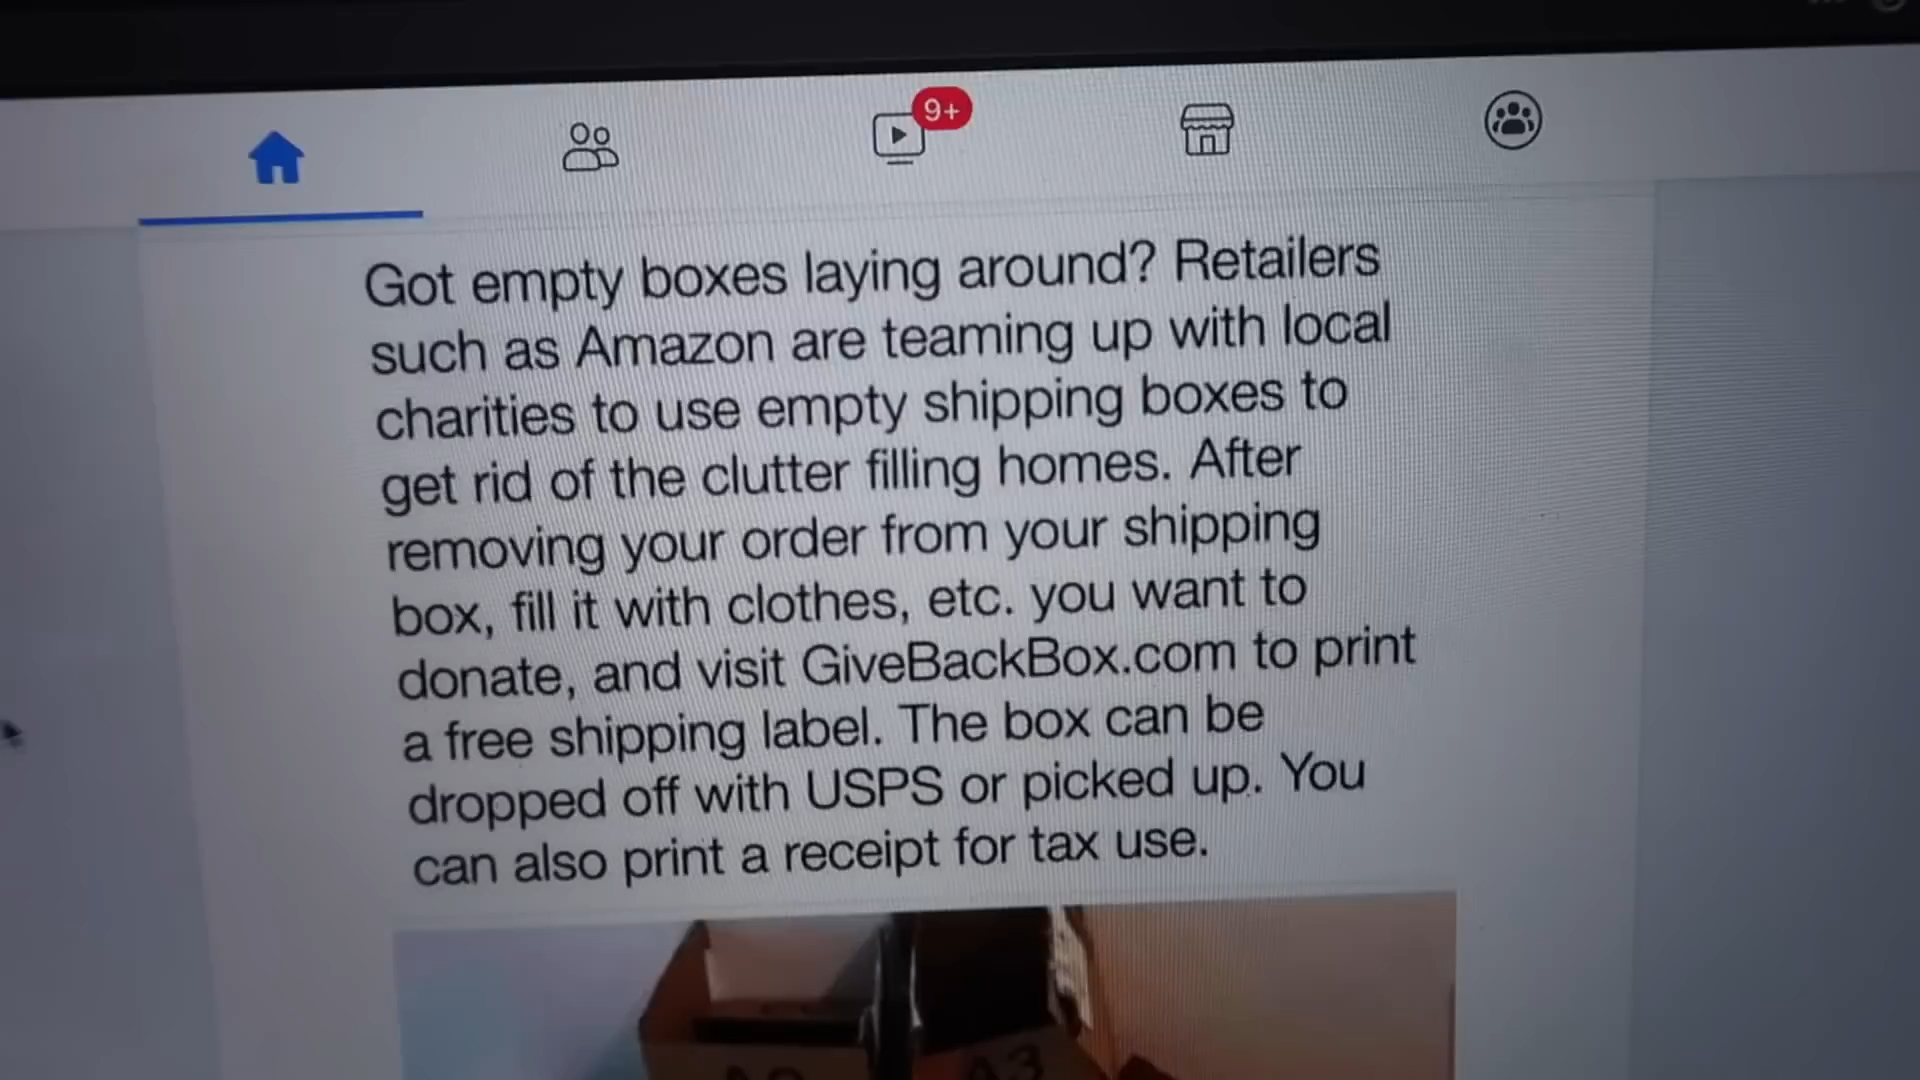 9+
Got empty boxes laying around? Retailers
such as Amazon are teaming up with local
charities to use empty shipping boxes to
get rid of the clutter filling homes. After
removing your order from your shipping
box, fill it with clothes, etc. you want to
donate, and visit GiveBackBox.com to print
a free shipping label. The box can be
dropped off with USPS or picked up. You
can also print a receipt for tax use.
A3